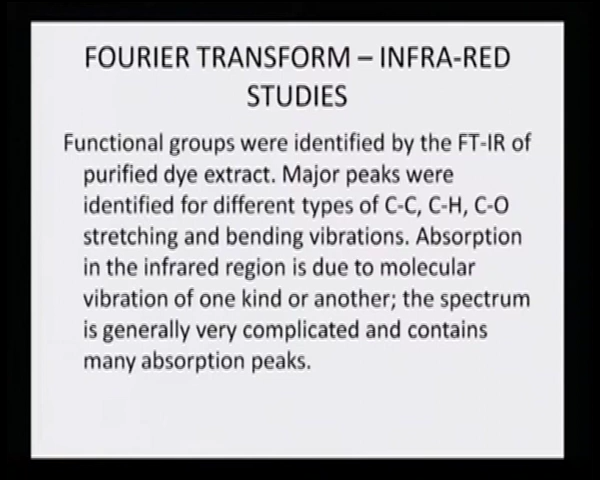 FOURIER TRANSFORM – INFRA-RED
STUDIES
Functional groups were identified by the FT-IR of
purified dye extract. Major peaks were
identified for different types of C-C, C-H, C-O
stretching and bending vibrations. Absorption
in the infrared region is due to molecular
vibration of one kind or another; the spectrum
is generally very complicated and contains
many absorption peaks.